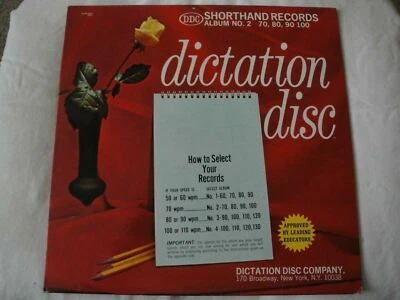 DDC
SHORTHAND RECORDS
ALBUM NO. 2 70, 80, 90 100
dictation
disc
How to Select
Your
Records
IF YOUR SPEED IS SELECT ALBUM
50 or 60 wpm......No. 1-60, 70, 80, 90
70 wpm......No. 2-70, 80, 90, 100
80 or 90 wpm......No. 3-90, 100, 110, 120
100 or 110 wpm...No. 4-100, 110, 120, 130
IMPORTANT:
APPROVED
BY LEADING
EDUCATORS
DICTATION DISC COMPANY,
170 Broadway, New York, N.Y. 10038